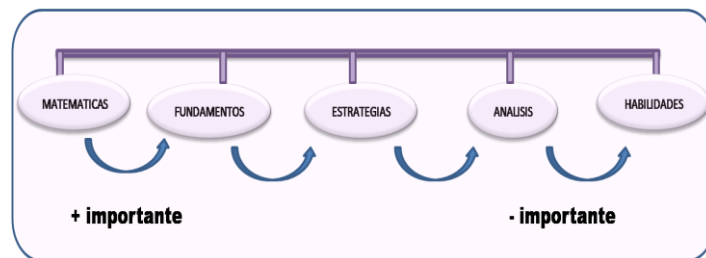 MATEMATICAS
FUNDAMENTOS
ESTRATEGIAS
ANALISIS
HABILIDADES
+ importante
- importante